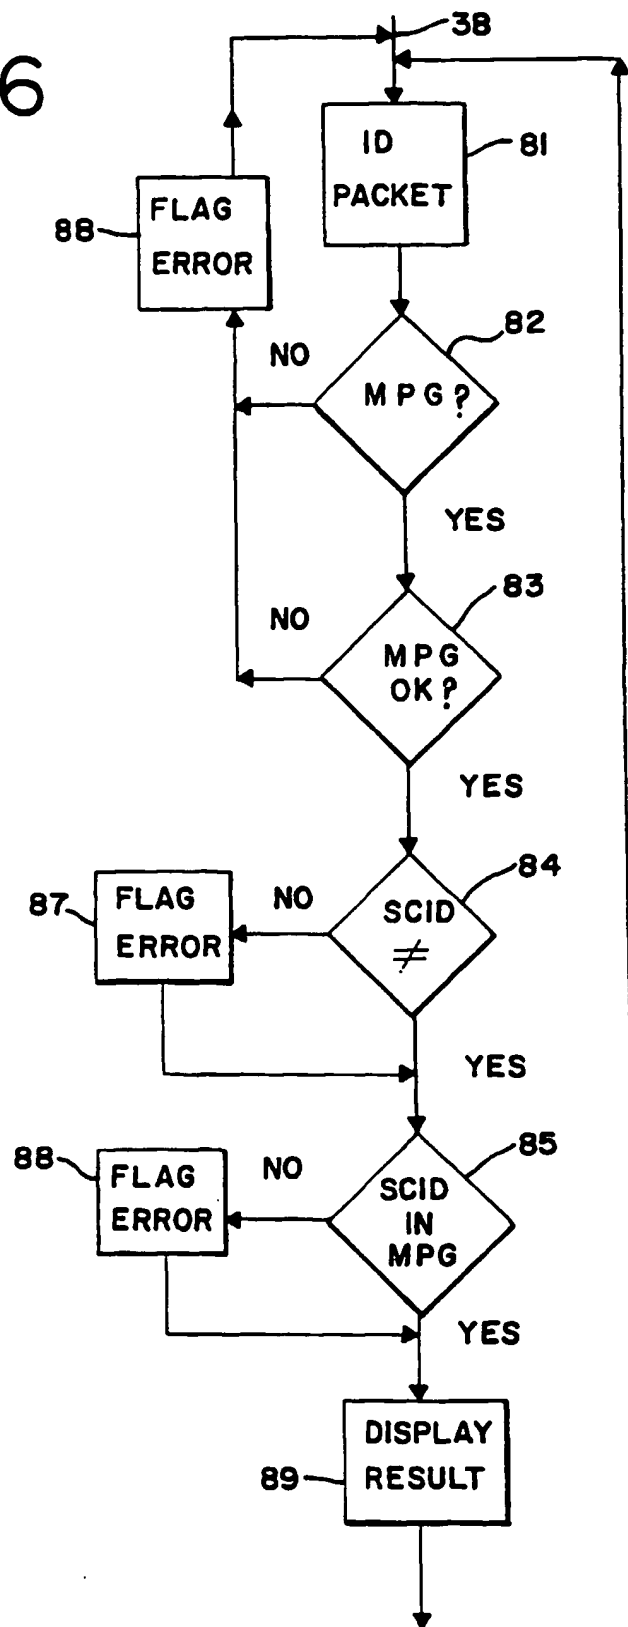 6
38
ID
PACKET
81
FLAG
ERROR
88
82
MPG?
NO
YES
83
MPG
OK?
NO
YES
84
SCID
≠
NO
87
FLAG
ERROR
YES
85
SCID
IN
MPG
NO
88
FLAG
ERROR
YES
DISPLAY
RESULT
89